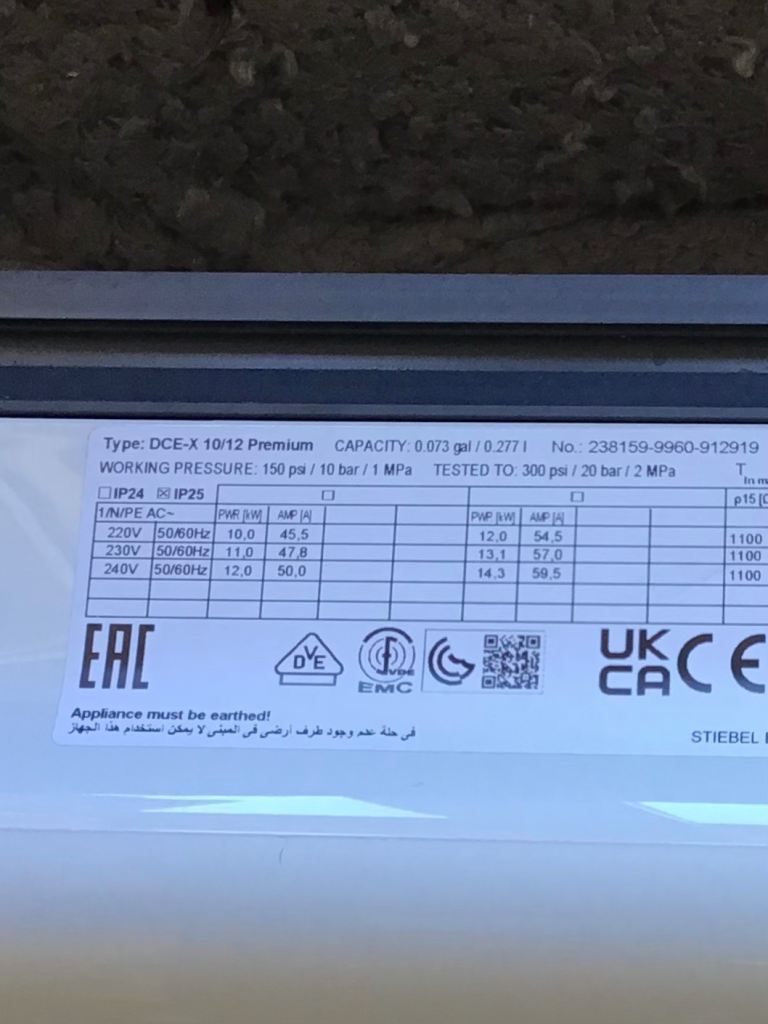 Type: DCE-X 10/12 Premium CAPACITY: 0.073 gal / 0.277 l No.: 238159-9960-912919
WORKING PRESSURE: 150 psi / 10 bar / 1 MPa TESTED TO: 300 psi / 20 bar / 2 MPa T
In m
☐IP24 ☒IP25 ☐ ☐ ρ15 [
1/N/PE AC~ PWR [kW] AMP [A] PWR [kW] AMP [A]
220V 50/60Hz 10,0 45,5 12,0 54,5 1100
230V 50/60Hz 11,0 47,8 13,1 57,0 1100
240V 50/60Hz 12,0 50,0 14,3 59,5 1100
EAC DVE VDE EMC UK CA CE
Appliance must be earthed!
في حلة عدم وجود طرف أرضى في المبنى لا يمكن استخدام هذا الجهاز
STIEBEL